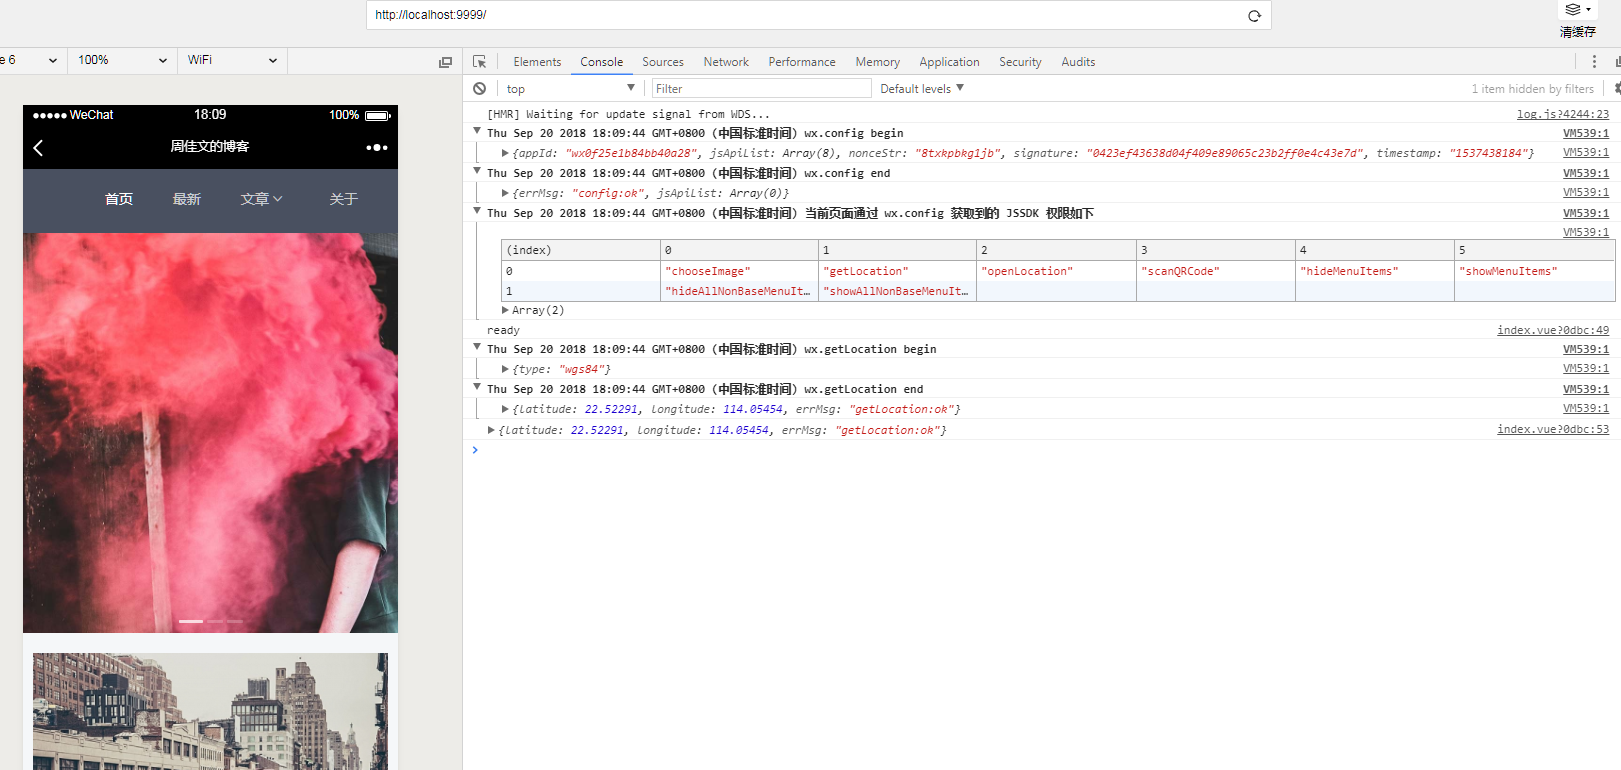 http://localhost:9999/
清缓存
e 6 100% WiFi
Elements Console Sources Network Performance Memory Application Security Audits
top Filter Default levels 1 item hidden by filters
●●●●● WeChat 18:09 100%
周佳文的博客
首页 最新 文章 关于
[HMR] Waiting for update signal from WDS... log.js?4244:23
Thu Sep 20 2018 18:09:44 GMT+0800 (中国标准时间) wx.config begin VM539:1
{appId: "wx0f25e1b84bb40a28", jsApiList: Array(8), nonceStr: "8txkpbkg1jb", signature: "0423ef43638d04f409e89065c23b2ff0e4c43e7d", timestamp: "1537438184"} VM539:1
Thu Sep 20 2018 18:09:44 GMT+0800 (中国标准时间) wx.config end VM539:1
{errMsg: "config:ok", jsApiList: Array(0)} VM539:1
Thu Sep 20 2018 18:09:44 GMT+0800 (中国标准时间) 当前页面通过 wx.config 获取到的 JSSDK 权限如下 VM539:1
VM539:1
(index) 0 1 2 3 4 5
0 "chooseImage" "getLocation" "openLocation" "scanQRCode" "hideMenuItems" "showMenuItems"
1 "hideAllNonBaseMenuIt… "showAllNonBaseMenuIt…
Array(2)
ready index.vue?0dbc:49
Thu Sep 20 2018 18:09:44 GMT+0800 (中国标准时间) wx.getLocation begin VM539:1
{type: "wgs84"} VM539:1
Thu Sep 20 2018 18:09:44 GMT+0800 (中国标准时间) wx.getLocation end VM539:1
{latitude: 22.52291, longitude: 114.05454, errMsg: "getLocation:ok"} VM539:1
{latitude: 22.52291, longitude: 114.05454, errMsg: "getLocation:ok"} index.vue?0dbc:53